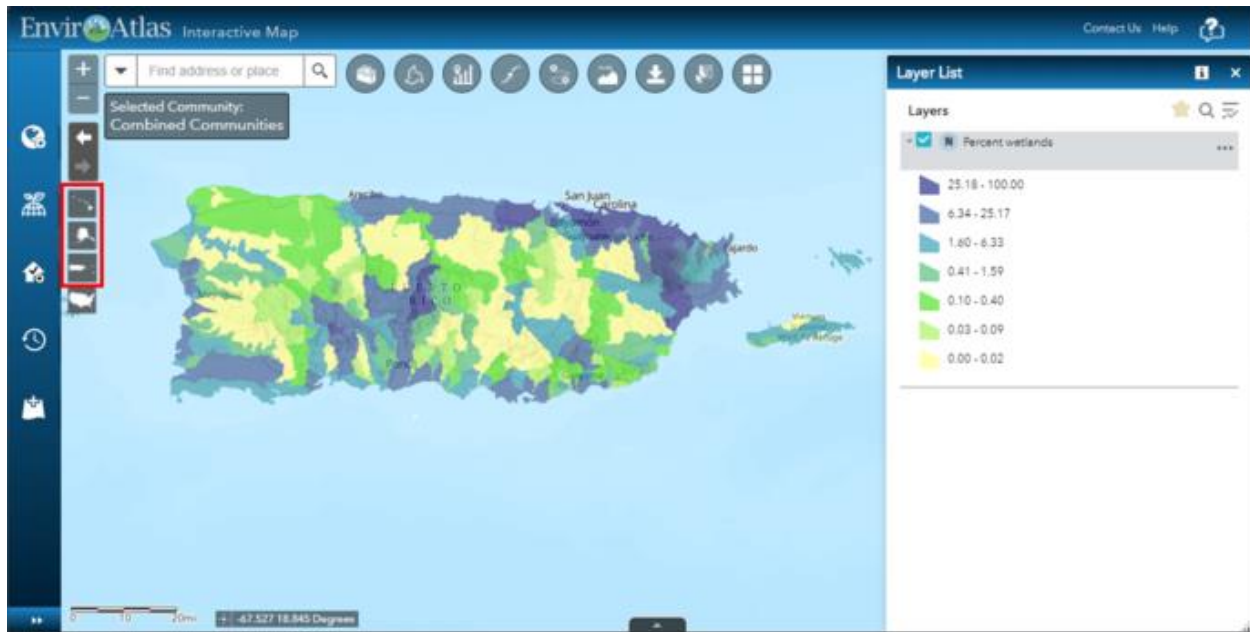 EnviroAtlas Interactive Map
Contact Us Help
Find address or place
Selected Community:
Combined Communities
Layer List
Layers
N Percent wetlands
25.18 - 100.00
6.34 - 25.17
1.60 - 6.33
0.41 - 1.59
0.10 - 0.40
0.03 - 0.09
0.00 - 0.02
Arecibo
San Juan
Carolina
Fajardo
PUERTO
RICO
Ponce
0 10 20mi
-67.527 18.845 Degrees